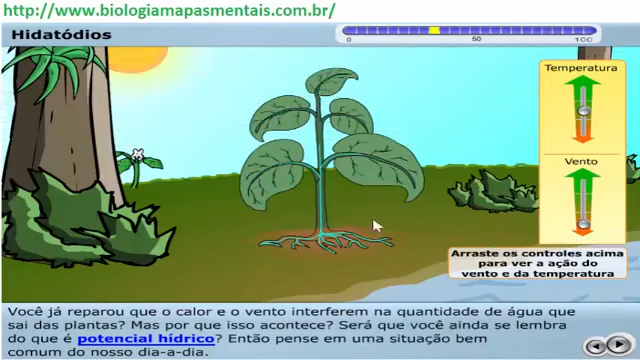 http://www.biologiamapasmentais.com.br/
Hidatódios
0 50 100
Temperatura
Vento
Arraste os controles acima
para ver a ação do
vento e da temperatura
Você já reparou que o calor e o vento interferem na quantidade de água que
sai das plantas? Mas por que isso acontece? Será que você ainda se lembra
do que é potencial hídrico? Então pense em uma situação bem
comum do nosso dia-a-dia.